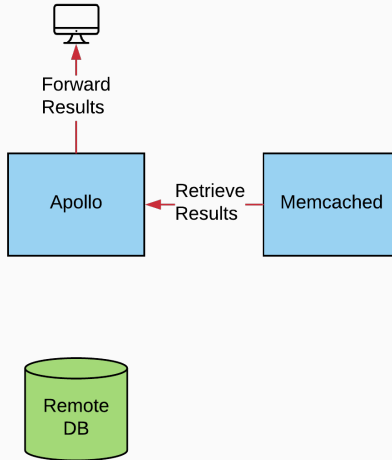 Forward
Results
Apollo
Retrieve
Results
Memcached
Remote
DB